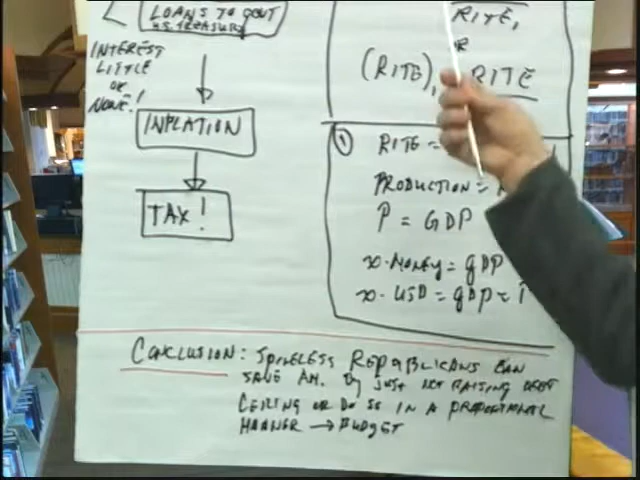 LOANS TO GOVT
U.S. TREASURY
INTEREST
LITTLE
OR
NONE!
INFLATION
TAX!
RITE,
OR
(RITE), RITE
① RITE =
PRODUCTION =
P = GDP
x·MONEY = gDP
x·USD = gDP = P
CONCLUSION: SPINELESS REPUBLICANS CAN
SAVE AM. By JUST NOT RAISING DEBT
CEILING OR DO SO IN A PROPORTIONAL
MANNER → BUDGET